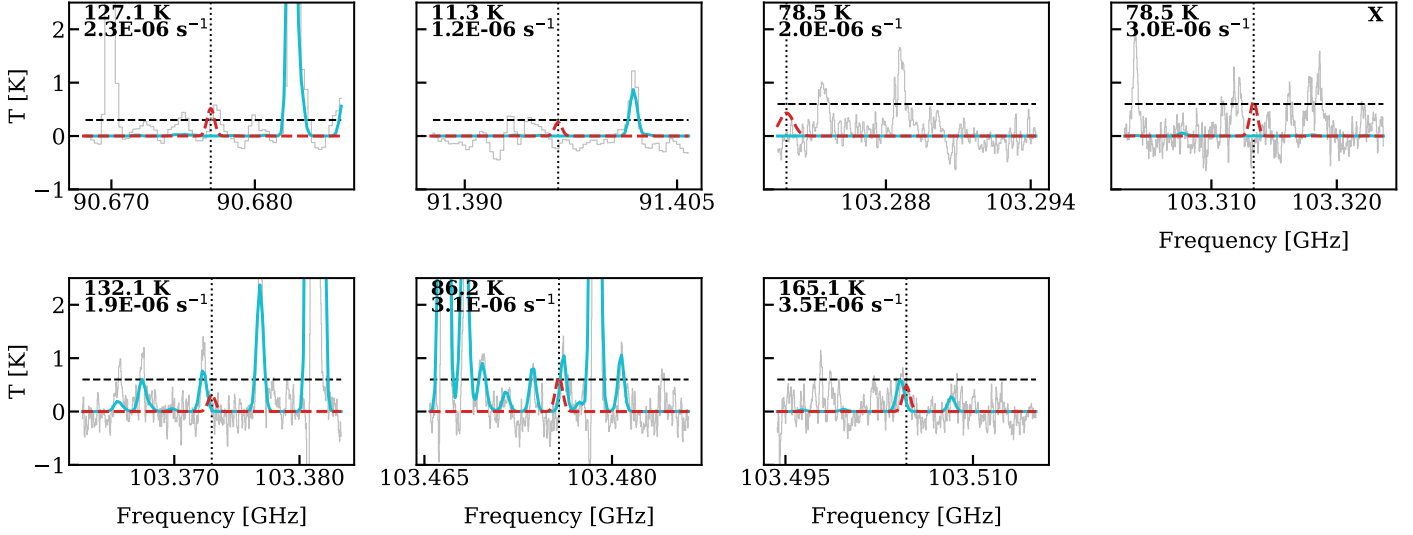 127.1 K
2.3E-06 s⁻¹
11.3 K
1.2E-06 s⁻¹
78.5 K
2.0E-06 s⁻¹
78.5 K
3.0E-06 s⁻¹
X
T [K]
2
1
0
−1
90.670 90.680
91.390 91.405
103.288 103.294
103.310 103.320
Frequency [GHz]
132.1 K
1.9E-06 s⁻¹
86.2 K
3.1E-06 s⁻¹
165.1 K
3.5E-06 s⁻¹
T [K]
2
1
0
−1
103.370 103.380
103.465 103.480
103.495 103.510
Frequency [GHz]
Frequency [GHz]
Frequency [GHz]